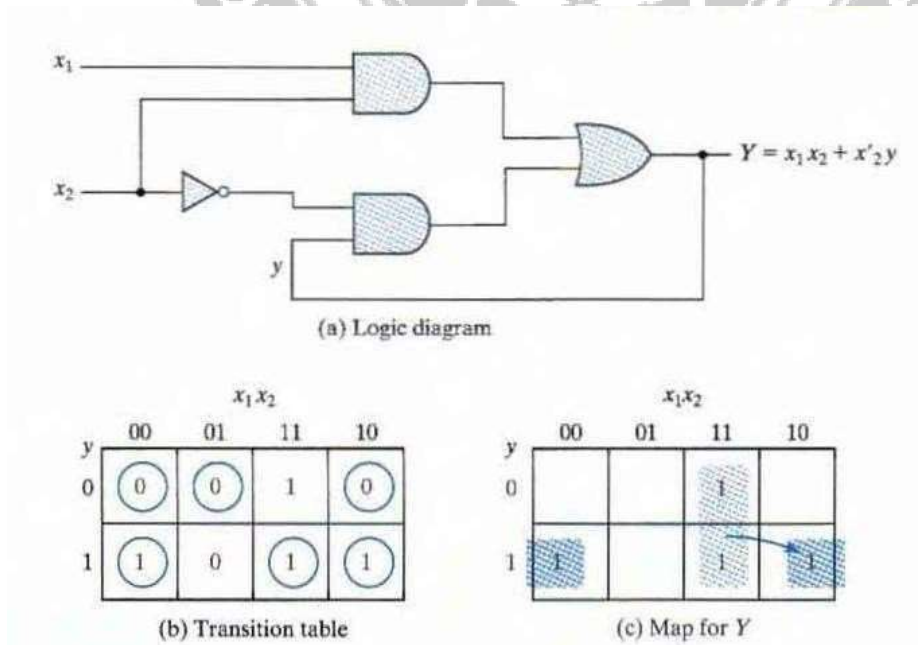 x₁
x₂
Y = x₁x₂ + x'₂y
y
(a) Logic diagram
x₁x₂
y 00 01 11 10
0 0 0 1 0
1 1 0 1 1
(b) Transition table
x₁x₂
y 00 01 11 10
0 1
1 1 1 1
(c) Map for Y